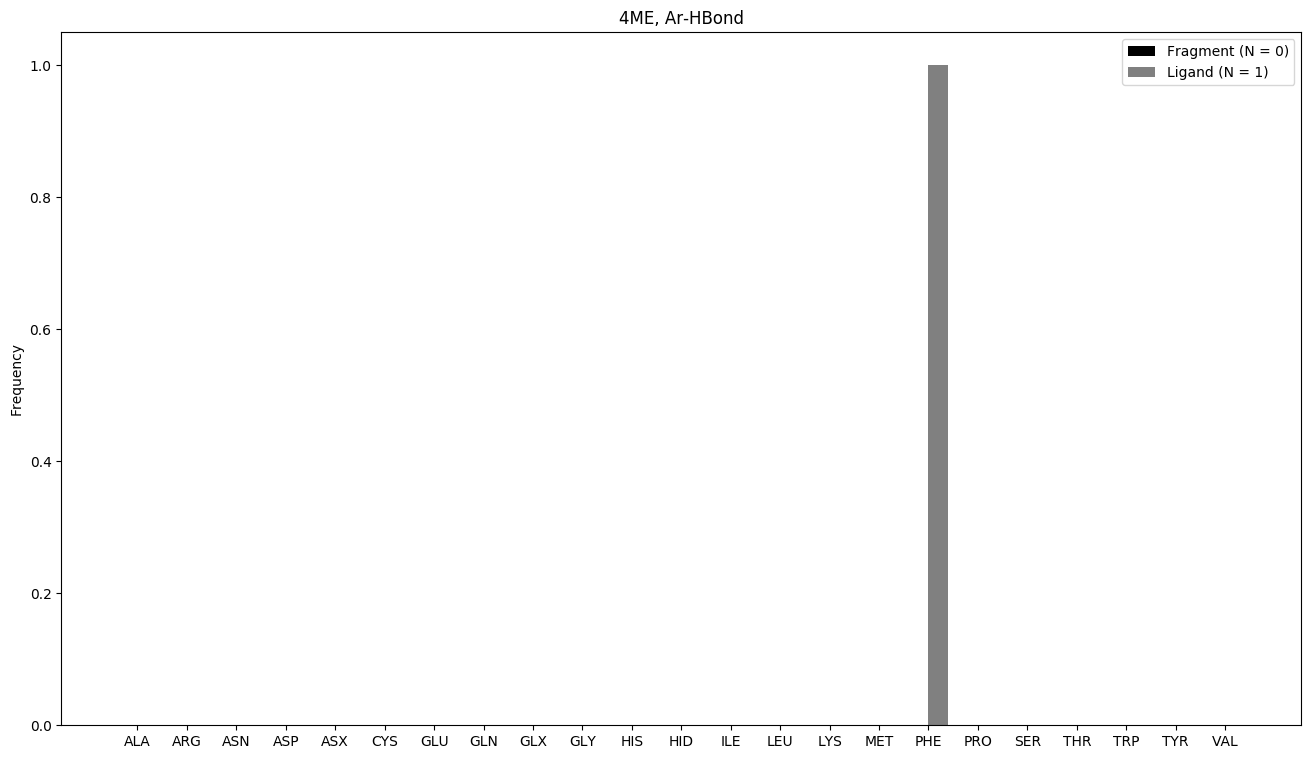 4ME, Ar-HBond
Fragment (N = 0)
Ligand (N = 1)
Frequency
1.0
0.8
0.6
0.4
0.2
0.0
ALA ARG ASN ASP ASX CYS GLU GLN GLX GLY HIS HID ILE LEU LYS MET PHE PRO SER THR TRP TYR VAL